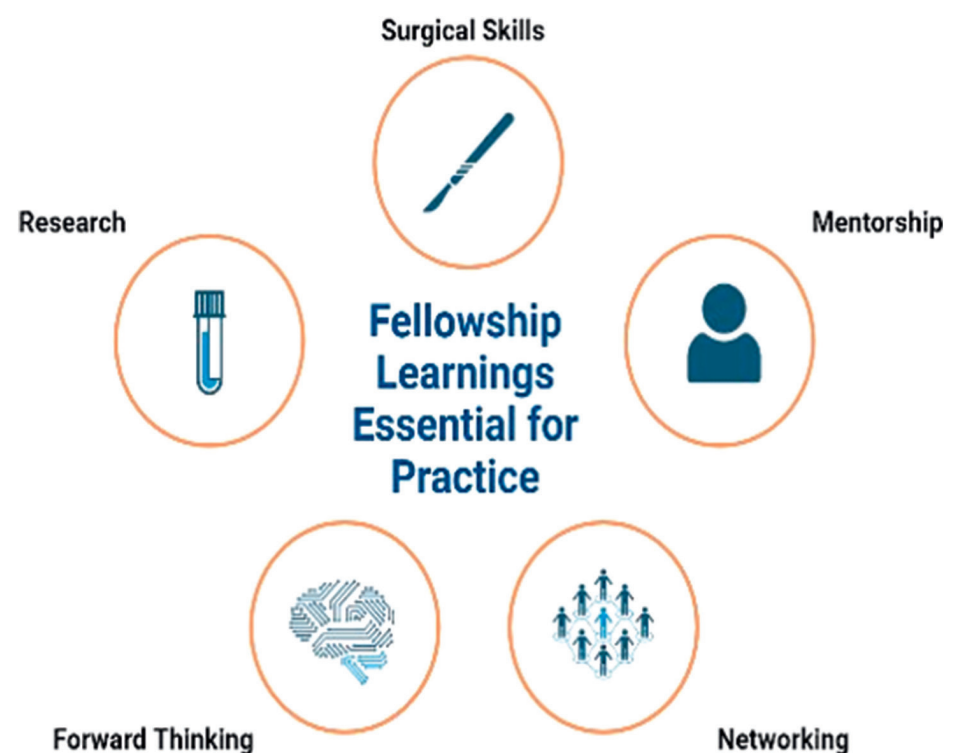 Surgical Skills
Research
Mentorship
Fellowship
Learnings
Essential for
Practice
Forward Thinking
Networking